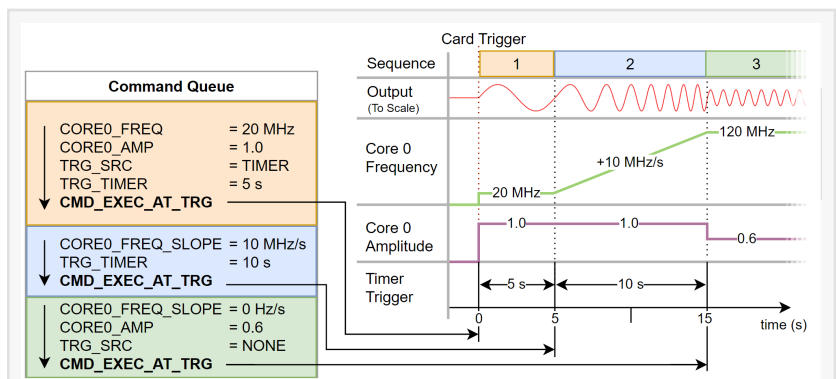 Card Trigger
Sequence
1
2
3
Output
(To Scale)
Core 0
Frequency
20 MHz
+10 MHz/s
120 MHz
Core 0
Amplitude
1.0
1.0
0.6
Timer
Trigger
5 s
10 s
0
5
15
time (s)
Command Queue
CORE0_FREQ = 20 MHz
CORE0_AMP = 1.0
TRG_SRC = TIMER
TRG_TIMER = 5 s
CMD_EXEC_AT_TRG
CORE0_FREQ_SLOPE = 10 MHz/s
TRG_TIMER = 10 s
CMD_EXEC_AT_TRG
CORE0_FREQ_SLOPE = 0 Hz/s
CORE0_AMP = 0.6
TRG_SRC = NONE
CMD_EXEC_AT_TRG